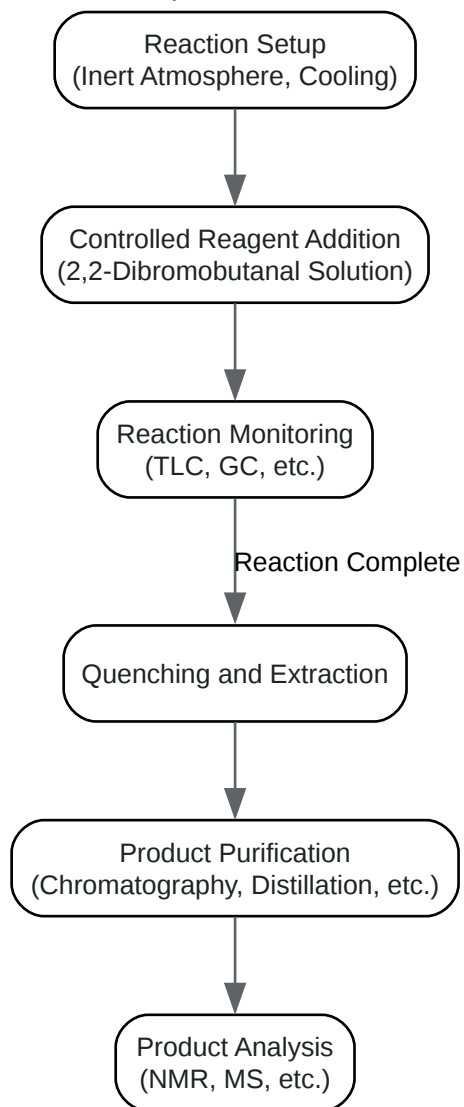 Reaction Setup
(Inert Atmosphere, Cooling)
Controlled Reagent Addition
(2,2-Dibromobutanal Solution)
Reaction Monitoring
(TLC, GC, etc.)
Reaction Complete
Quenching and Extraction
Product Purification
(Chromatography, Distillation, etc.)
Product Analysis
(NMR, MS, etc.)